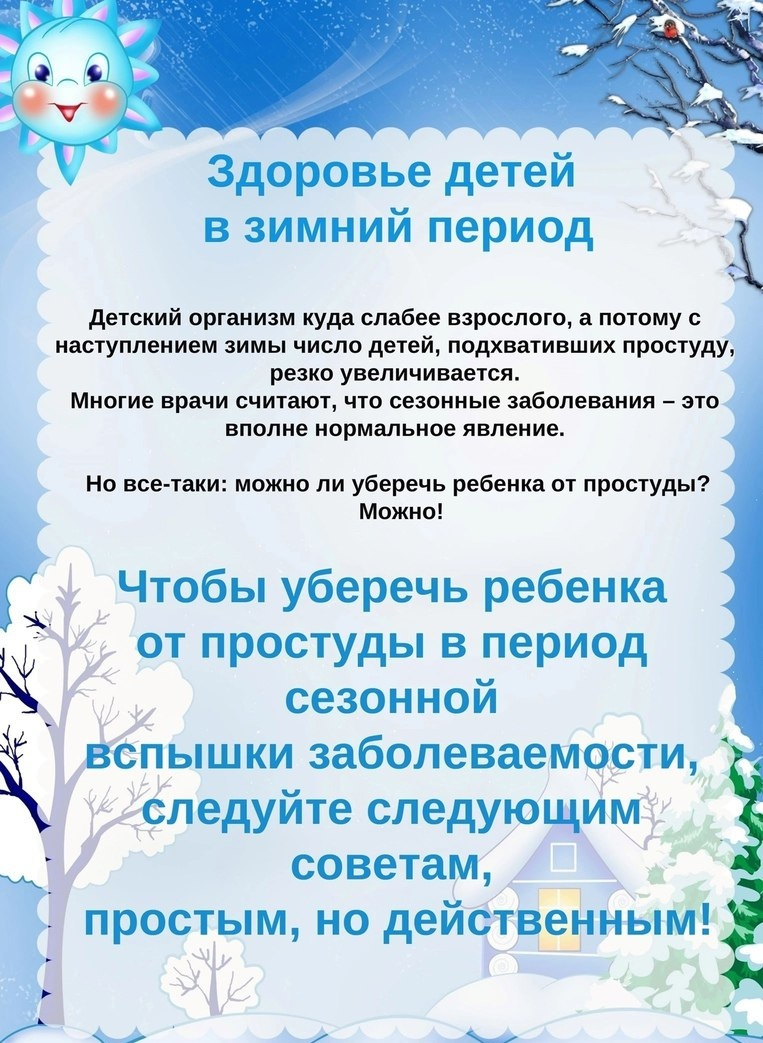 Здоровье детей
в зимний период
Детский организм куда слабее взрослого, а потому с
наступлением зимы число детей, подхвативших простуду,
резко увеличивается.
Многие врачи считают, что сезонные заболевания – это
вполне нормальное явление.
Но все-таки: можно ли уберечь ребенка от простуды?
Можно!
Чтобы уберечь ребенка
от простуды в период
сезонной
вспышки заболеваемости,
следуйте следующим
советам,
простым, но действенным!